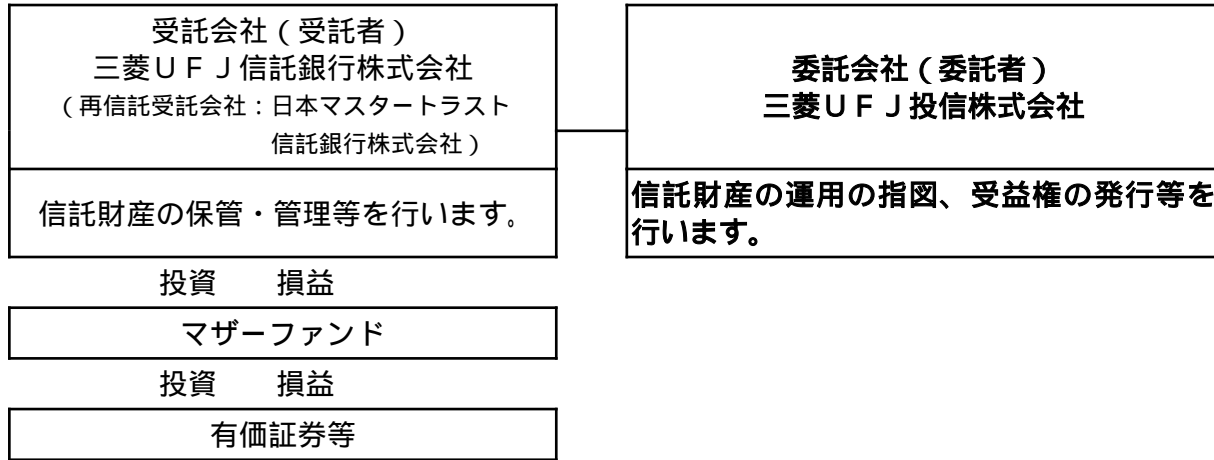 受託会社（受託者）
三菱ＵＦＪ信託銀行株式会社
（再信託受託会社：日本マスタートラスト
信託銀行株式会社）
信託財産の保管・管理等を行います。
委託会社（委託者）
三菱ＵＦＪ投信株式会社
信託財産の運用の指図、受益権の発行等を
行います。
投資　　損益
マザーファンド
投資　　損益
有価証券等